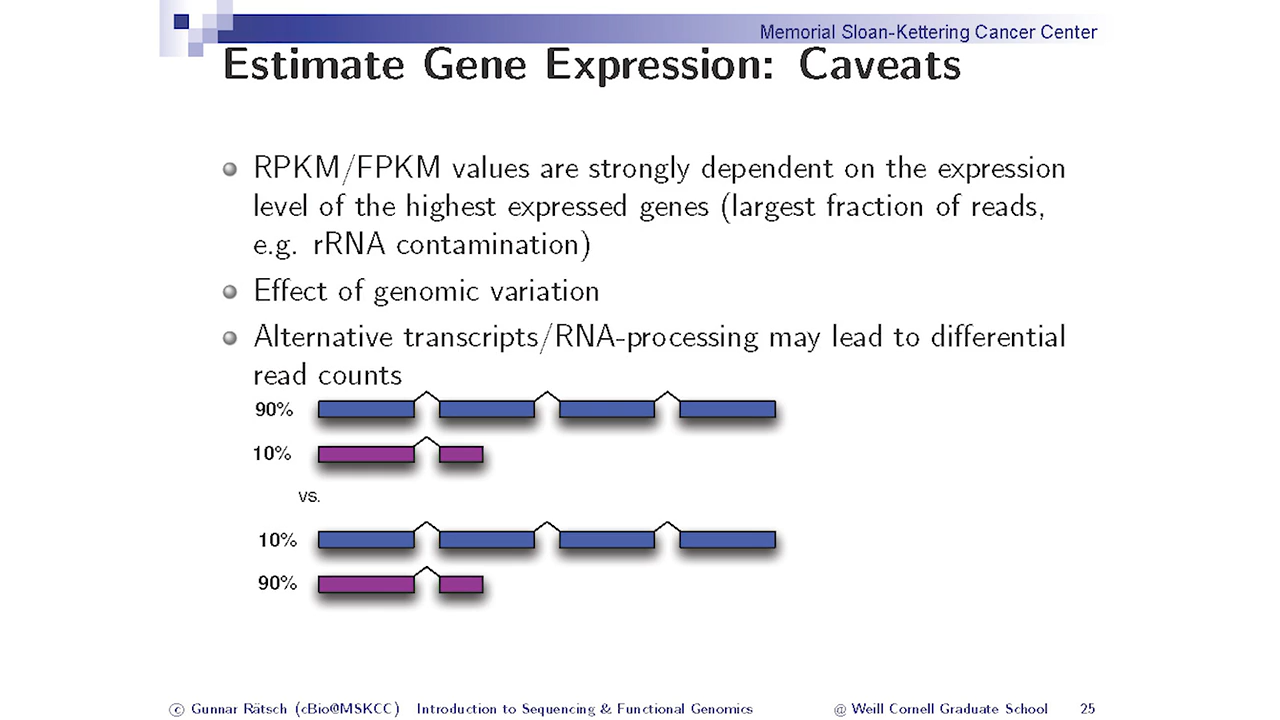 Memorial Sloan-Kettering Cancer Center
Estimate Gene Expression: Caveats
RPKM/FPKM values are strongly dependent on the expression
level of the highest expressed genes (largest fraction of reads,
e.g. rRNA contamination)
Effect of genomic variation
Alternative transcripts/RNA-processing may lead to differential
read counts
90%
10%
vs.
10%
90%
© Gunnar Rätsch (cBio@MSKCC) Introduction to Sequencing & Functional Genomics @ Weill Cornell Graduate School 25